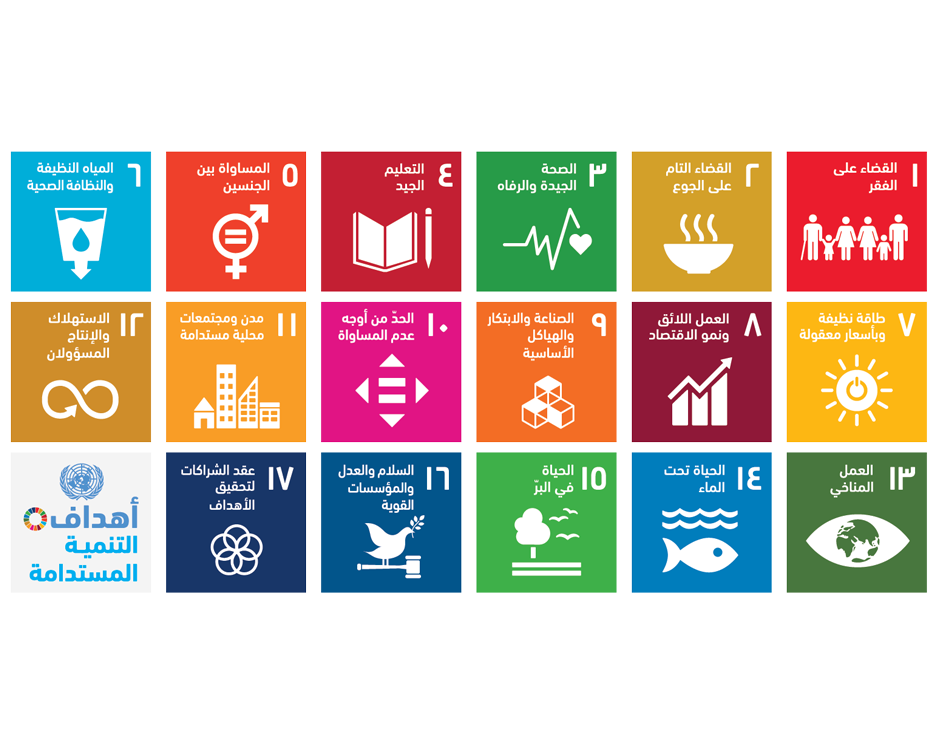 ١
القضاء على
الفقر
٢
القضاء التام
على الجوع
٣
الصحة
الجيدة والرفاه
٤
التعليم
الجيد
٥
المساواة بين
الجنسين
٦
المياه النظيفة
والنظافة الصحية
٧
طاقة نظيفة
وبأسعار معقولة
٨
العمل اللائق
ونمو الاقتصاد
٩
الصناعة والابتكار
والهياكل
الأساسية
١٠
الحدّ من أوجه
عدم المساواة
١١
مدن ومجتمعات
محلية مستدامة
١٢
الاستهلاك
والإنتاج
المسؤولان
١٣
العمل
المناخي
١٤
الحياة تحت
الماء
١٥
الحياة
في البرّ
١٦
السلام والعدل
والمؤسسات
القوية
١٧
عقد الشراكات
لتحقيق
الأهداف
أهداف
التنمية
المستدامة